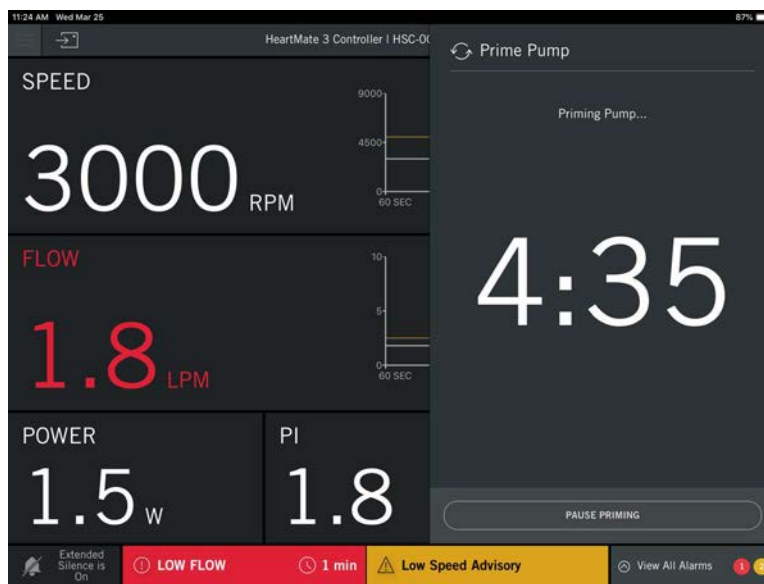 11:24 AM Wed Mar 25
87%
HeartMate 3 Controller | HSC-00
Prime Pump
SPEED
3000 RPM
9000
4500
0
60 SEC
Priming Pump...
4:35
FLOW
1.8 LPM
10
5
0
60 SEC
POWER
1.5 W
PI
1.8
PAUSE PRIMING
Extended
Silence is
On
LOW FLOW
1 min
Low Speed Advisory
View All Alarms
1
2